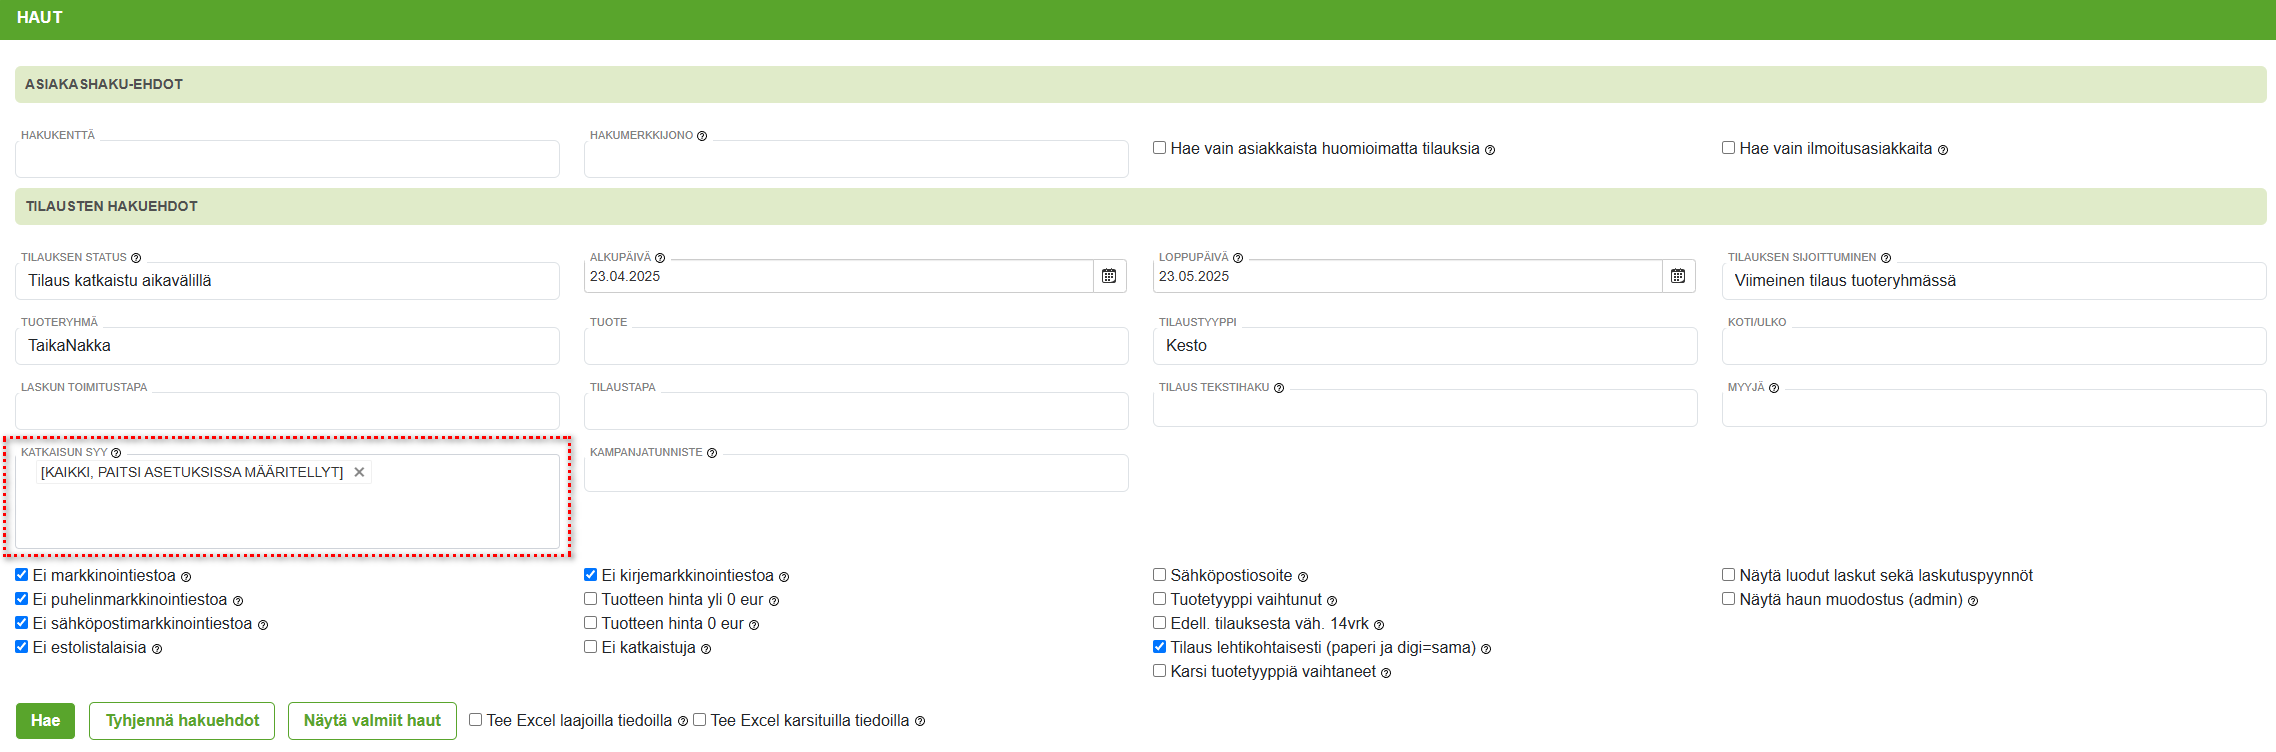 HAUT
ASIAKASHAKU-EHDOT
HAKUKENTTÄ HAKUMERKKIJONO
Hae vain asiakkaista huomioimatta tilauksia Hae vain ilmoitusasiakkaita
TILAUSTEN HAKUEHDOT
TILAUKSEN STATUS ALKUPÄIVÄ LOPPUPÄIVÄ TILAUKSEN SIJOITTUMINEN
Tilaus katkaistu aikavälillä 23.04.2025 23.05.2025 Viimeinen tilaus tuoteryhmässä
TUOTERYHMÄ TUOTE TILAUSTYYPPI KOTI/ULKO
TaikaNakka Kesto
LASKUN TOIMITUSTAPA TILAUSTAPA TILAUS TEKSTIHAKU MYYJÄ
KATKAISUN SYY KAMPANJATUNNISTE
[KAIKKI, PAITSI ASETUKSISSA MÄÄRITELLYT] ×
Ei markkinointiestoa Ei kirjemarkkinointiestoa Sähköpostiosoite Näytä luodut laskut sekä laskutuspyynnöt
Ei puhelinmarkkinointiestoa Tuotteen hinta yli 0 eur Tuotetyyppi vaihtunut Näytä haun muodostus (admin)
Ei sähköpostimarkkinointiestoa Tuotteen hinta 0 eur Edell. tilauksesta väh. 14vrk
Ei estolistalaisia Ei katkaistuja Tilaus lehtikohtaisesti (paperi ja digi=sama)
Karsi tuotetyyppiä vaihtaneet
Hae Tyhjennä hakuehdot Näytä valmiit haut Tee Excel laajoilla tiedoilla Tee Excel karsituilla tiedoilla